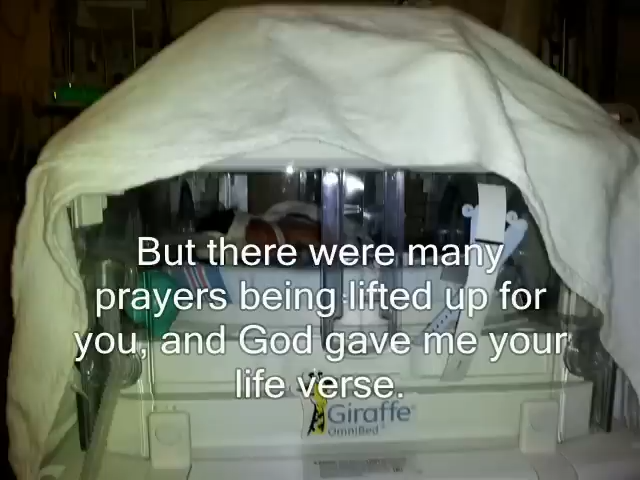 But there were many
prayers being lifted up for
you, and God gave me your
life verse.
Giraffe
OmniBed